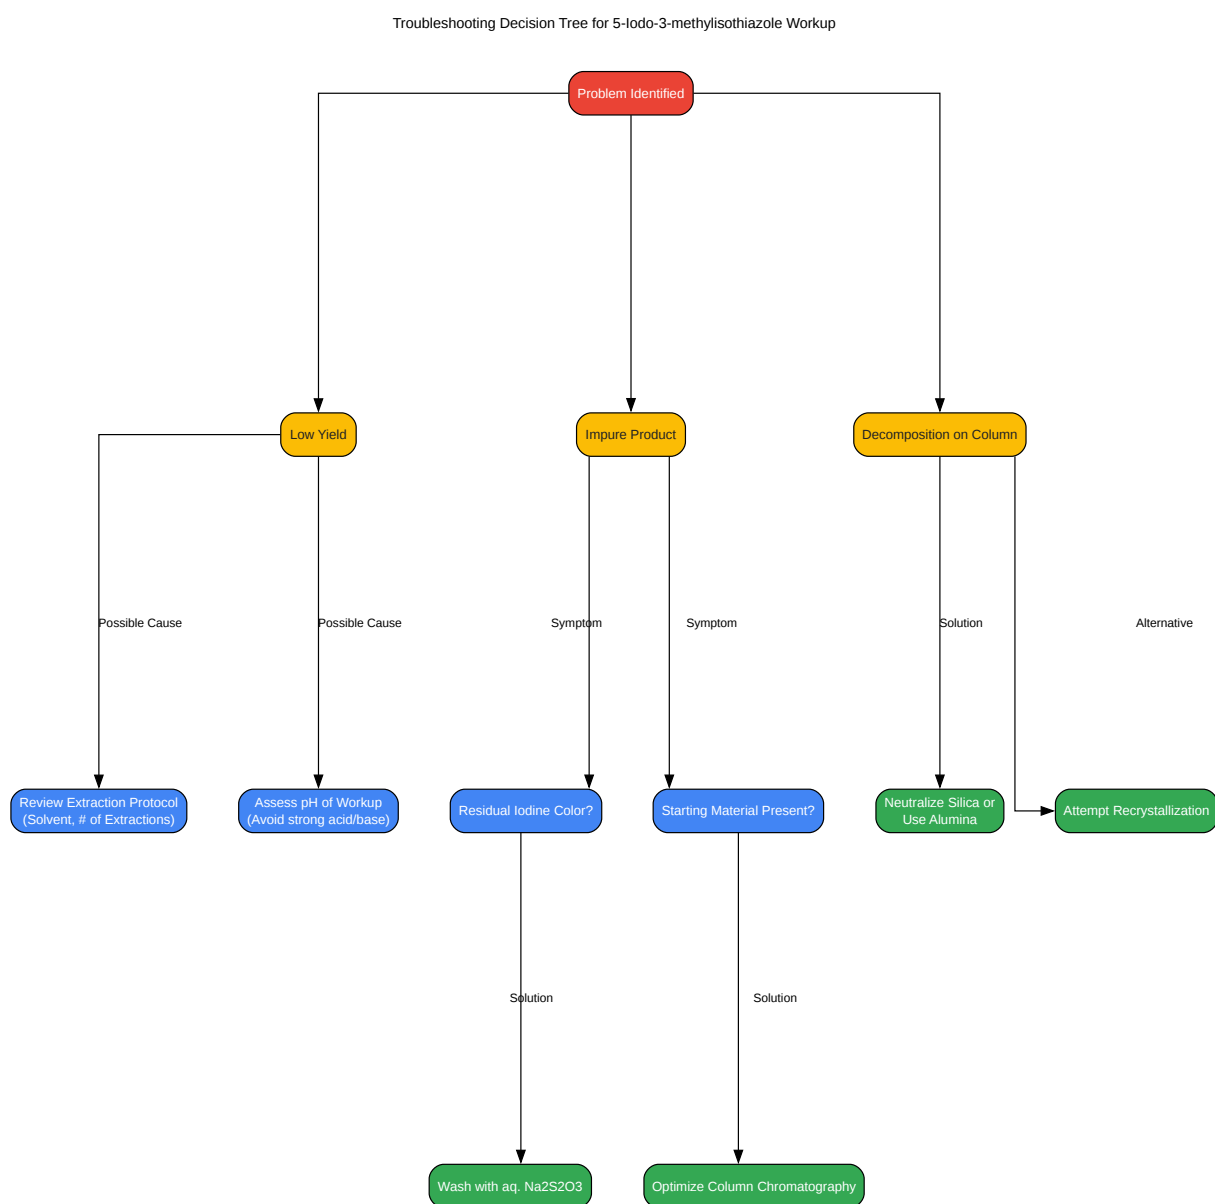 Troubleshooting Decision Tree for 5-Iodo-3-methylisothiazole Workup
Problem Identified
Low Yield
Impure Product
Decomposition on Column
Possible Cause
Possible Cause
Symptom
Symptom
Solution
Alternative
Review Extraction Protocol
(Solvent, # of Extractions)
Assess pH of Workup
(Avoid strong acid/base)
Residual Iodine Color?
Starting Material Present?
Neutralize Silica or
Use Alumina
Attempt Recrystallization
Solution
Solution
Wash with aq. Na2S2O3
Optimize Column Chromatography